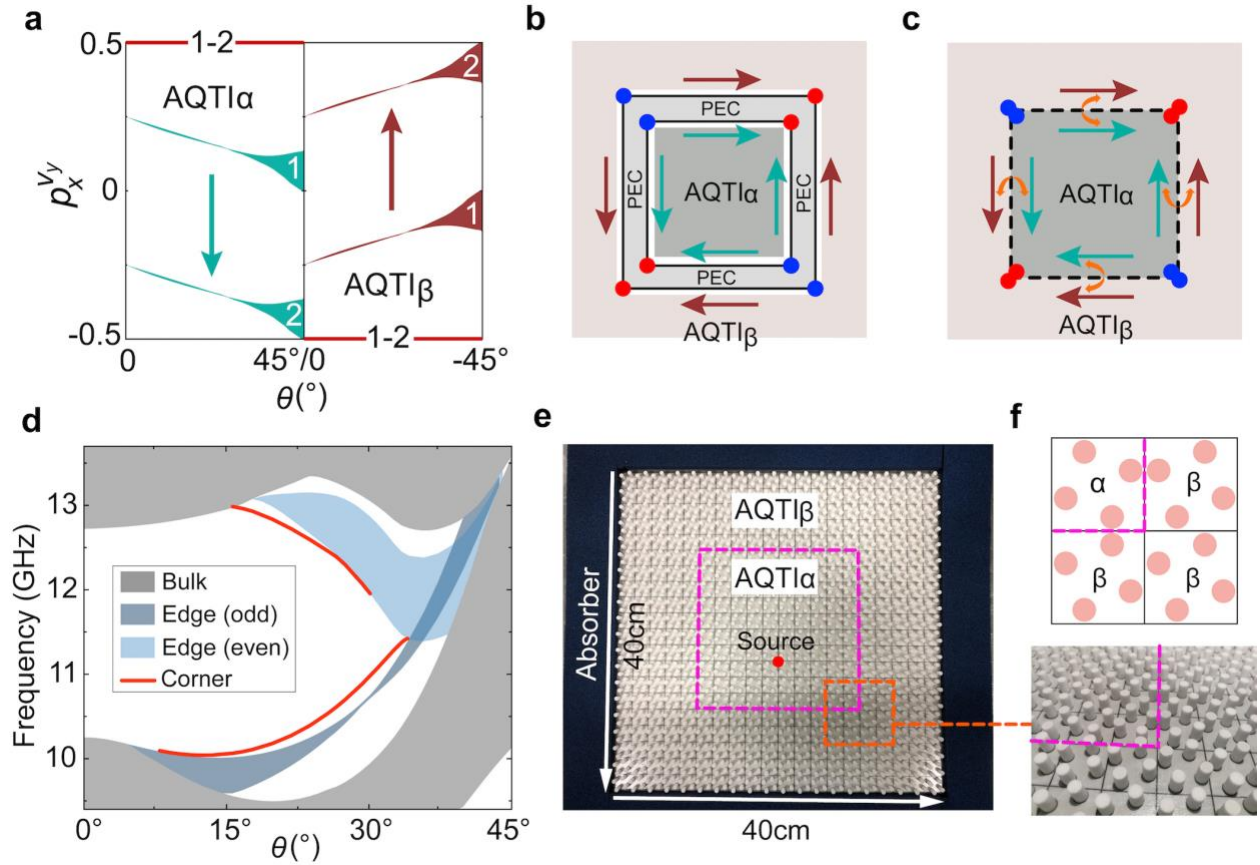 a
0.5
1-2
AQTIα
2
p_x^{ν_y}
0
1
1
AQTIβ
2
-0.5
1-2
0
45°/0
-45°
θ(°)
b
PEC
PEC
AQTIα
PEC
PEC
AQTIβ
c
AQTIα
AQTIβ
d
Frequency (GHz)
13
12
11
10
Bulk
Edge (odd)
Edge (even)
Corner
0°
15°
30°
45°
θ(°)
e
AQTIβ
AQTIα
Source
Absorber
40cm
40cm
f
α
β
β
β